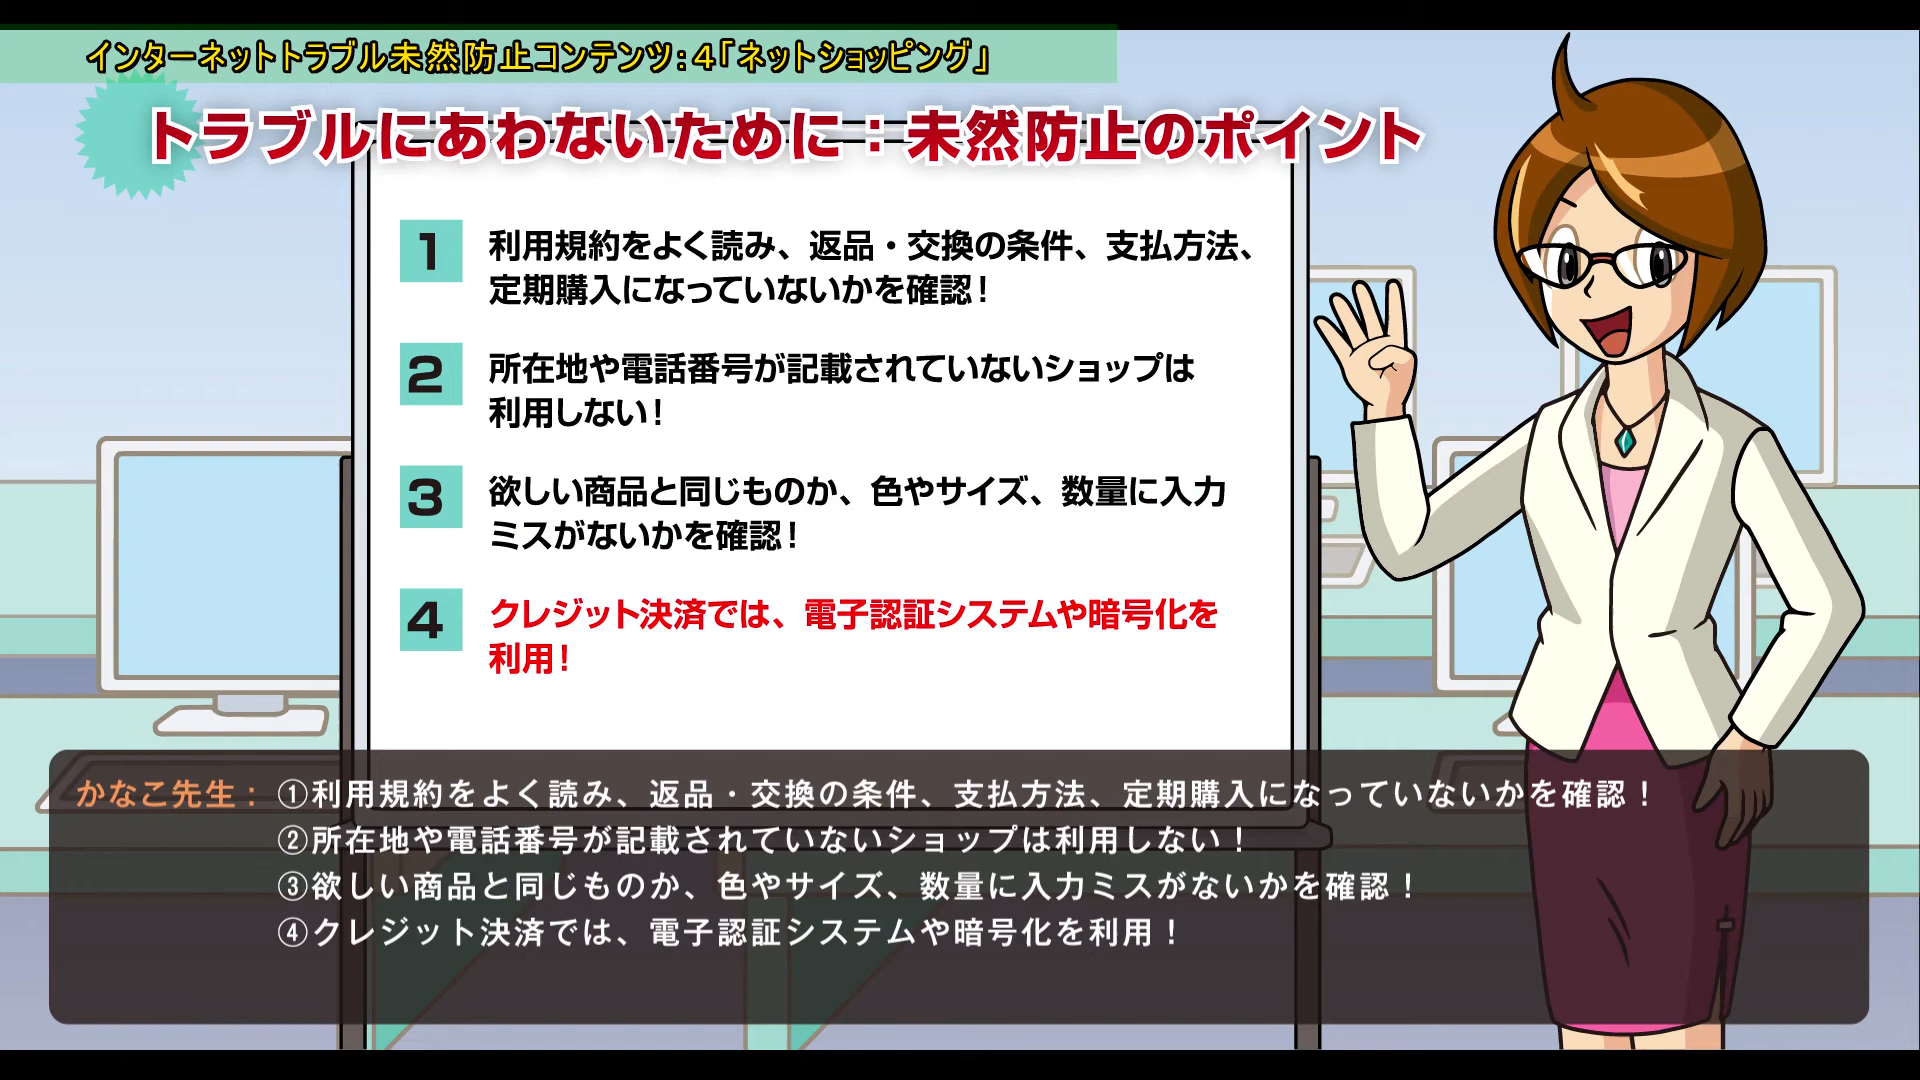 インターネットトラブル未然防止コンテンツ：4「ネットショッピング」
トラブルにあわないために：未然防止のポイント
1 利用規約をよく読み、返品・交換の条件、支払方法、
定期購入になっていないかを確認！
2 所在地や電話番号が記載されていないショップは
利用しない！
3 欲しい商品と同じものか、色やサイズ、数量に入力
ミスがないかを確認！
4 クレジット決済では、電子認証システムや暗号化を
利用！
かなこ先生：①利用規約をよく読み、返品・交換の条件、支払方法、定期購入になっていないかを確認！
②所在地や電話番号が記載されていないショップは利用しない！
③欲しい商品と同じものか、色やサイズ、数量に入力ミスがないかを確認！
④クレジット決済では、電子認証システムや暗号化を利用！